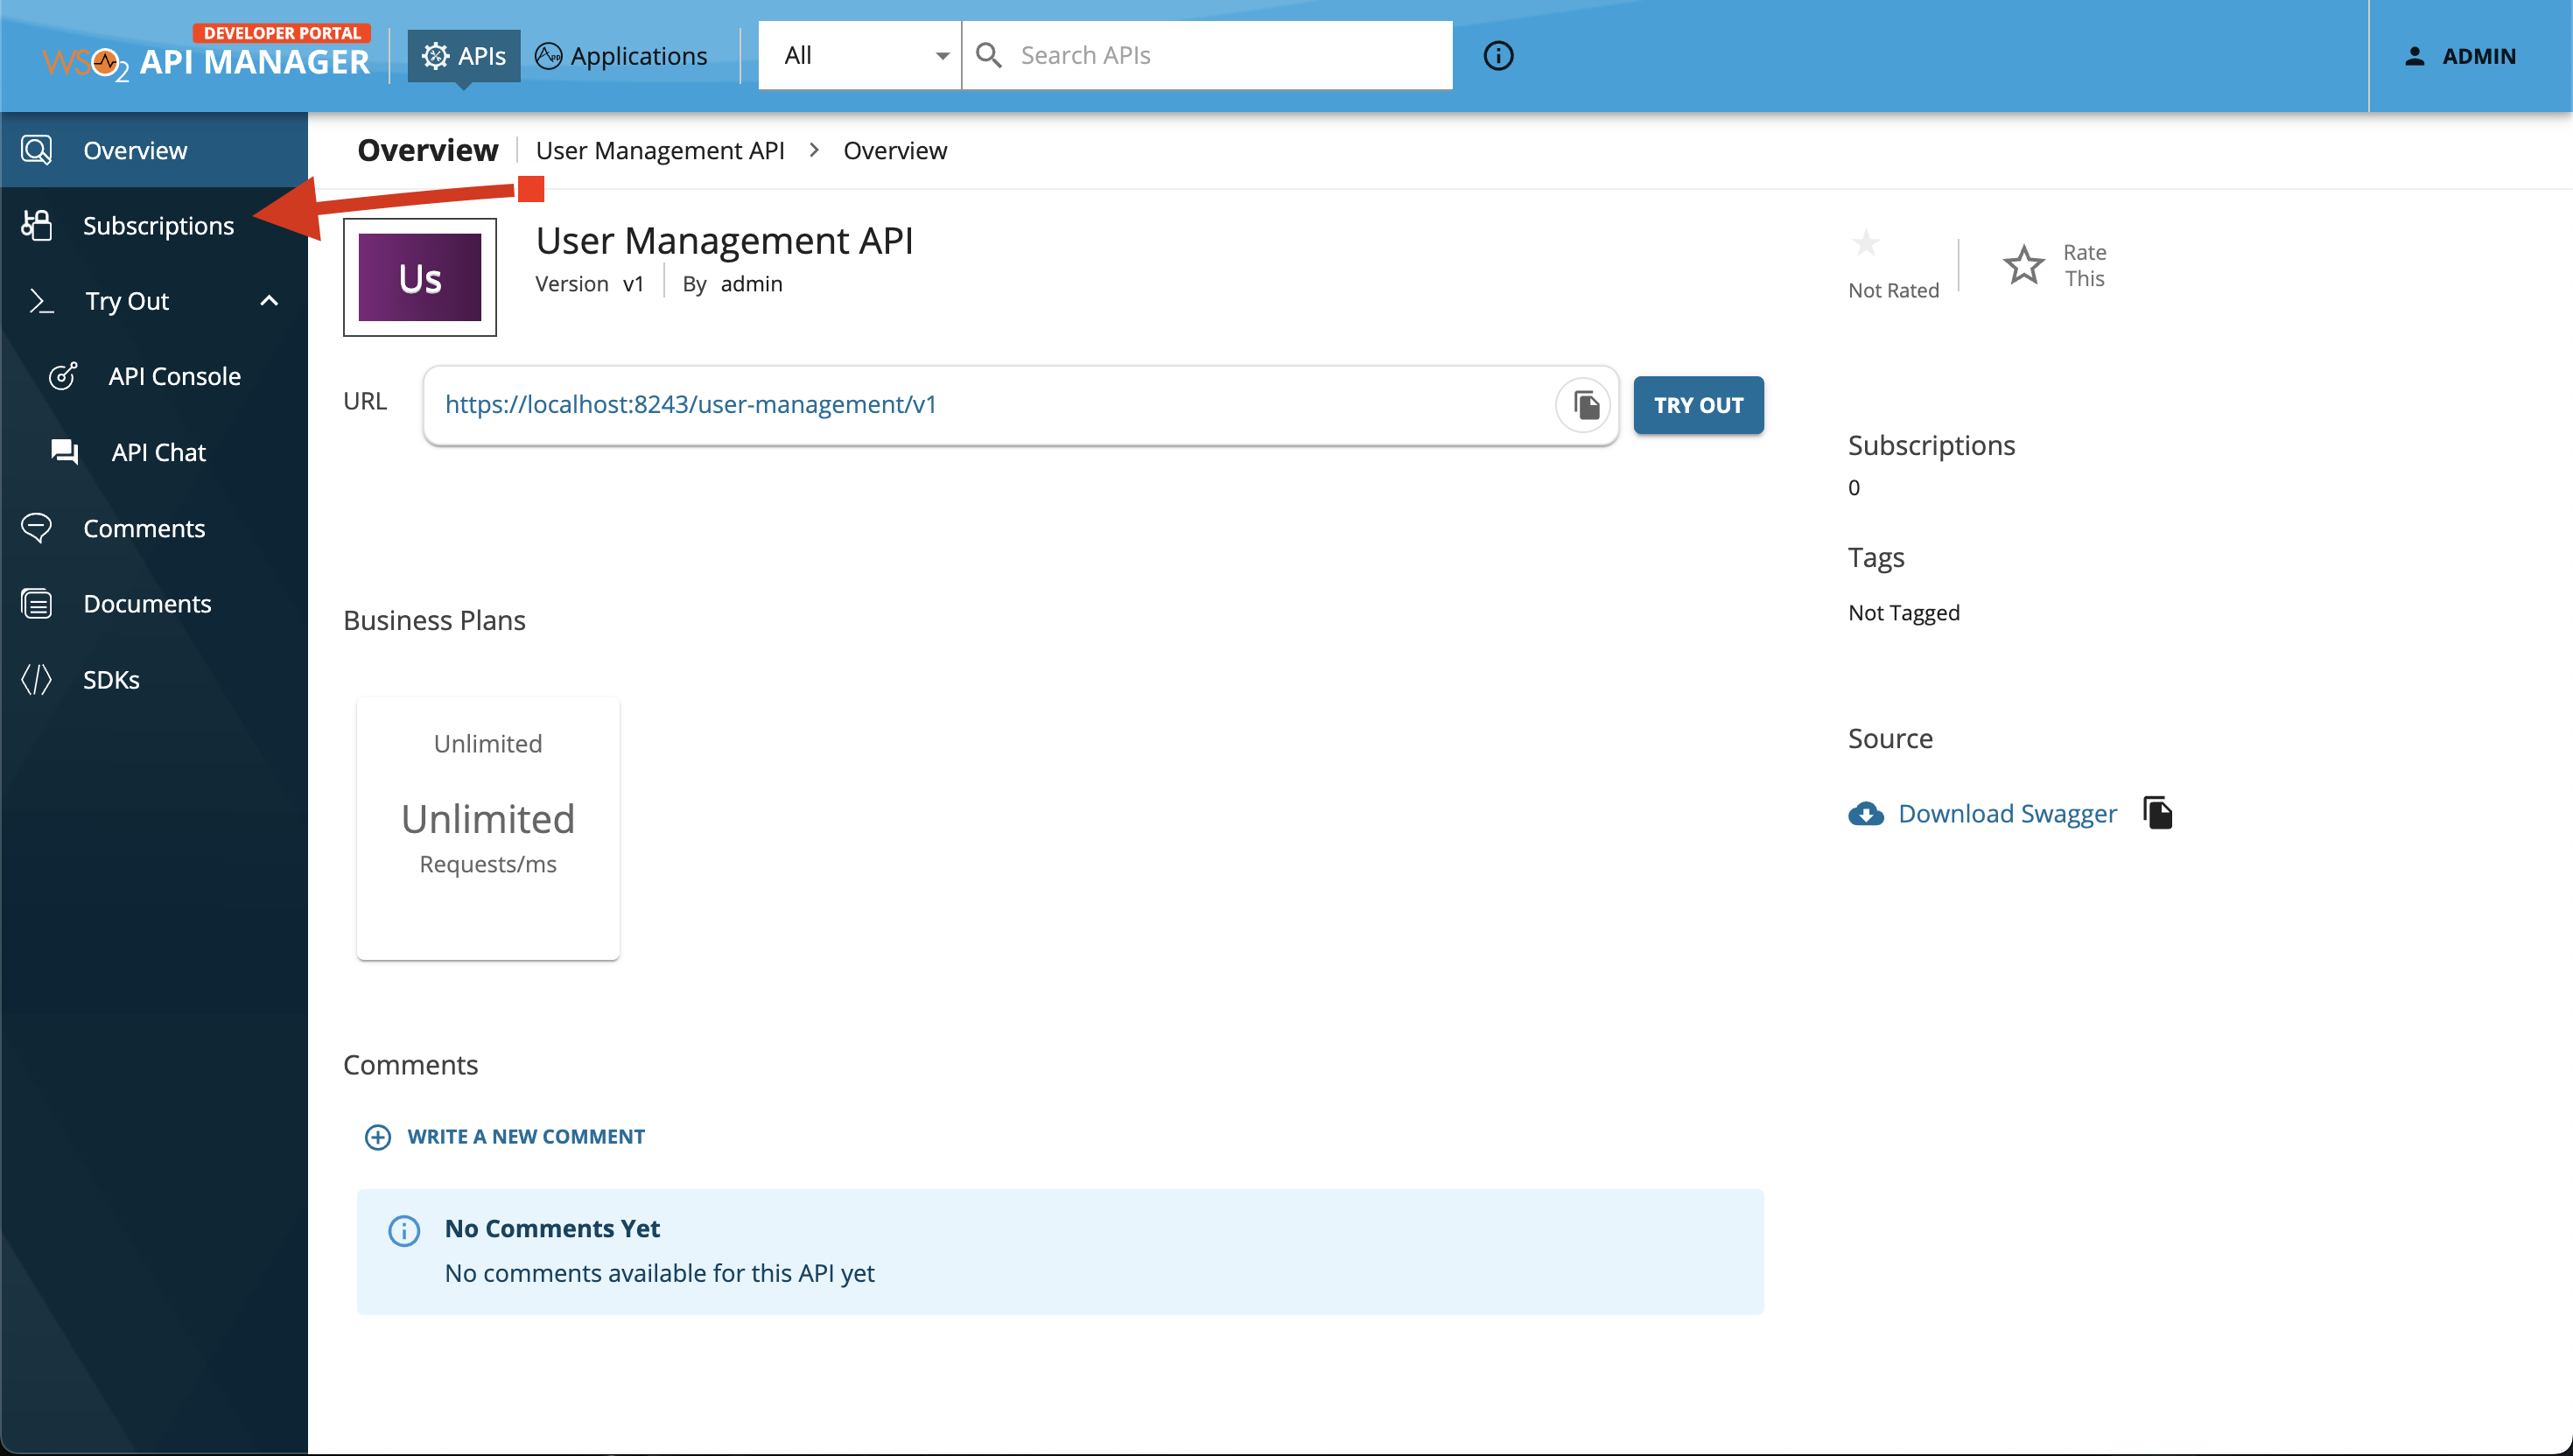 DEVELOPER PORTAL
WSO2 API MANAGER
APIs
APP Applications
All
Search APIs
ADMIN
Overview
Subscriptions
Try Out
API Console
API Chat
Comments
Documents
SDKs
Overview User Management API > Overview
Us
User Management API
Version v1 By admin
Not Rated
Rate
This
URL
https://localhost:8243/user-management/v1
TRY OUT
Subscriptions
0
Tags
Not Tagged
Business Plans
Unlimited
Unlimited
Requests/ms
Source
Download Swagger
Comments
WRITE A NEW COMMENT
No Comments Yet
No comments available for this API yet